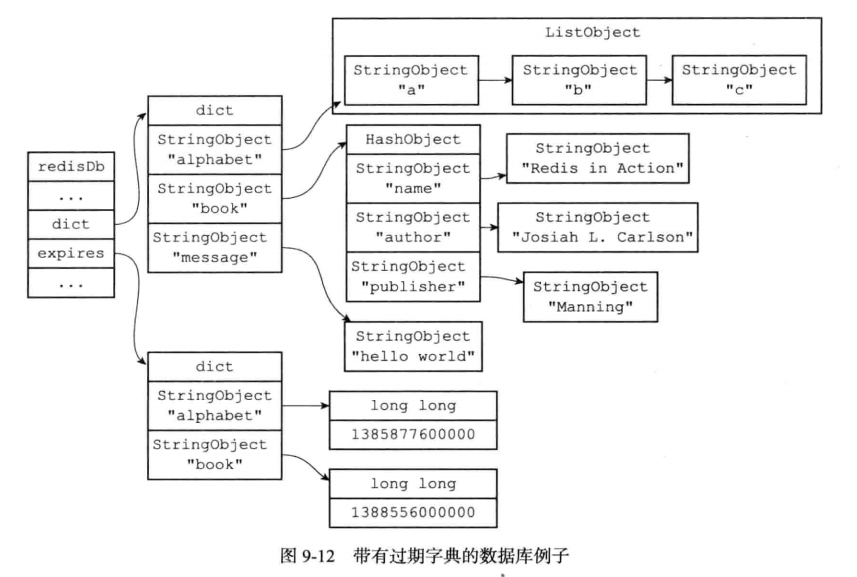 ListObject
StringObject
"a"
StringObject
"b"
StringObject
"c"
redisDb
...
dict
expires
...
dict
StringObject
"alphabet"
StringObject
"book"
StringObject
"message"
HashObject
StringObject
"name"
StringObject
"author"
StringObject
"publisher"
StringObject
"Redis in Action"
StringObject
"Josiah L. Carlson"
StringObject
"Manning"
StringObject
"hello world"
dict
StringObject
"alphabet"
StringObject
"book"
long long
1385877600000
long long
1388556000000
图 9-12 带有过期字典的数据库例子